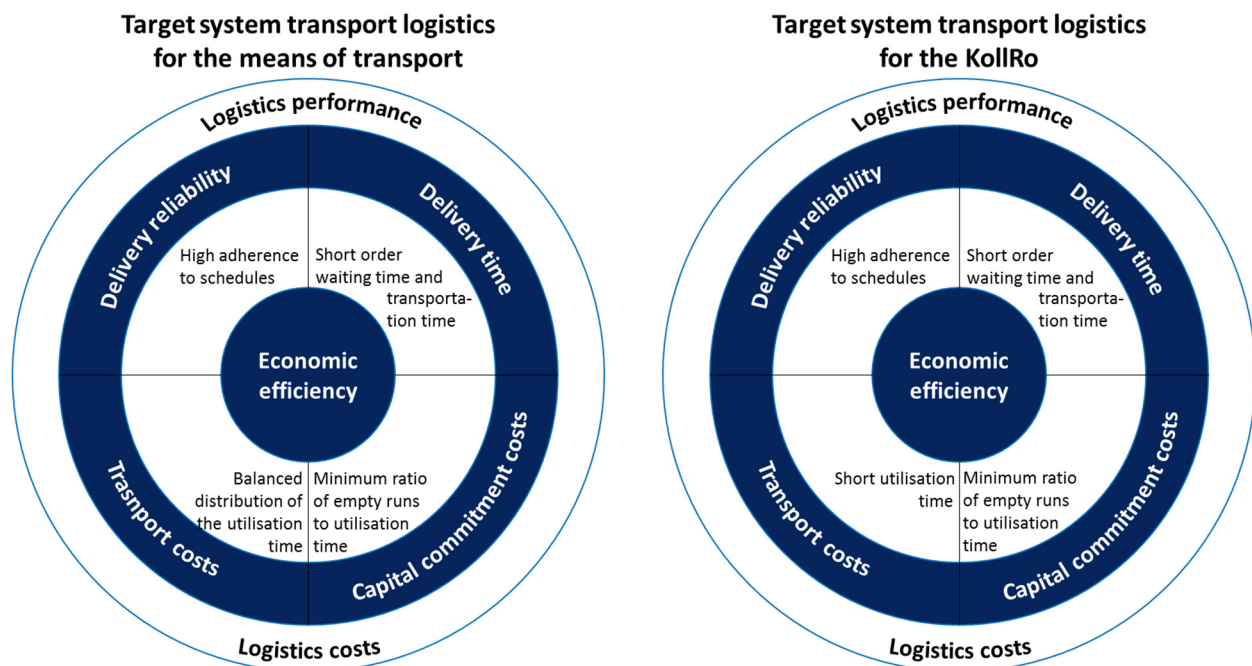 Target system transport logistics
for the means of transport
Logistics performance
Delivery reliability
Delivery time
High adherence
to schedules
Short order
waiting time and
transporta-
tion time
Economic
efficiency
Balanced
distribution of
the utilisation
time
Minimum ratio
of empty runs
to utilisation
time
Trasnport costs
Capital commitment costs
Logistics costs
Target system transport logistics
for the KollRo
Logistics performance
Delivery reliability
Delivery time
High adherence
to schedules
Short order
waiting time and
transporta-
tion time
Economic
efficiency
Short utilisation
time
Minimum ratio
of empty runs
to utilisation
time
Transport costs
Capital commitment costs
Logistics costs